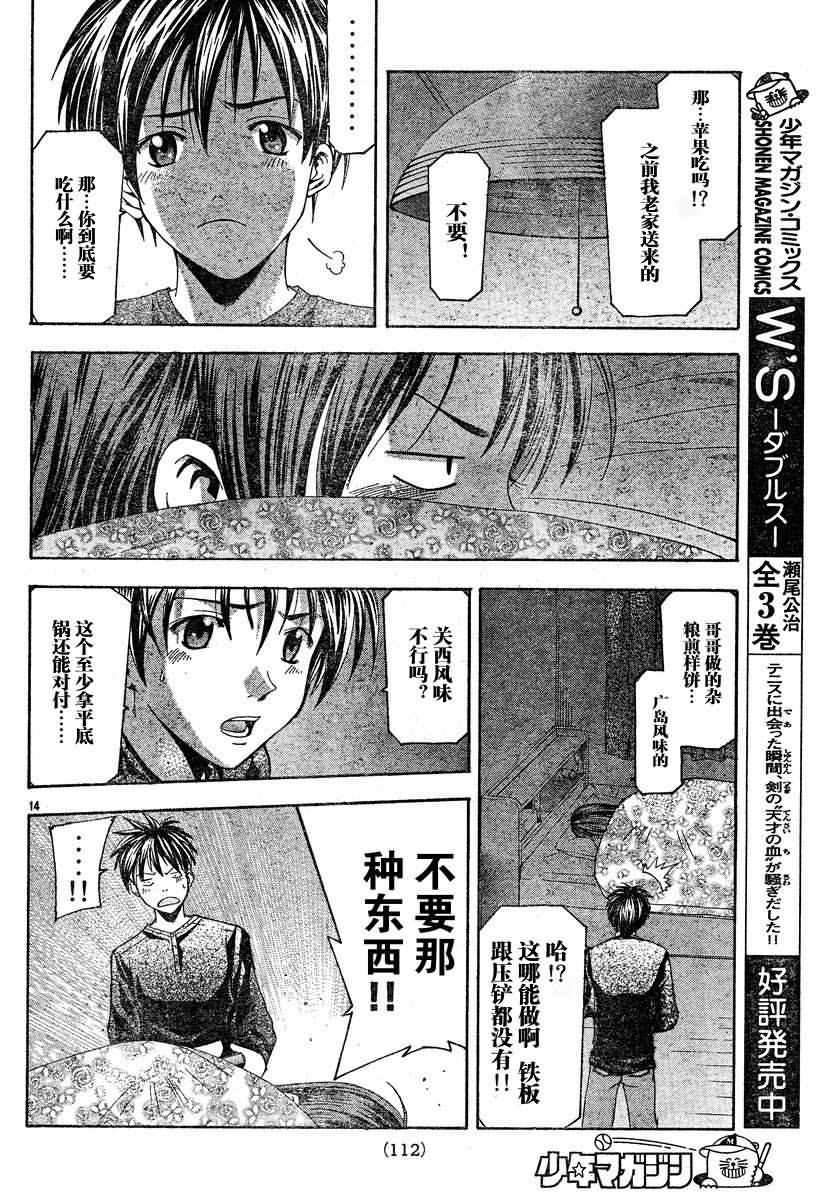 那…苹果吃吗!?
之前我老家送来的
不要！
………
那…你到底要
吃什么啊……
哥哥做的杂
粮煎样饼…
广岛风味的
哈!?
这哪能做啊 铁板
跟压铲都没有!!
关西风味
不行吗？
这个至少拿平底
锅还能对付……
14
不要那
种东西!!
……!!
(112)
少年マガジン・コミックス
SHONEN MAGAZINE COMICS
W'S
ーダブルスー
瀬尾公治
全3巻
テニスに出会った瞬間、剣の“天才の血”が騒ぎだした!!
好評発売中
少年マガジン